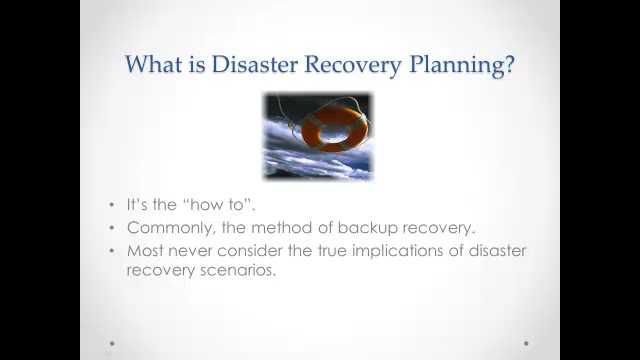 What is Disaster Recovery Planning?
• It’s the “how to”.
• Commonly, the method of backup recovery.
• Most never consider the true implications of disaster
recovery scenarios.